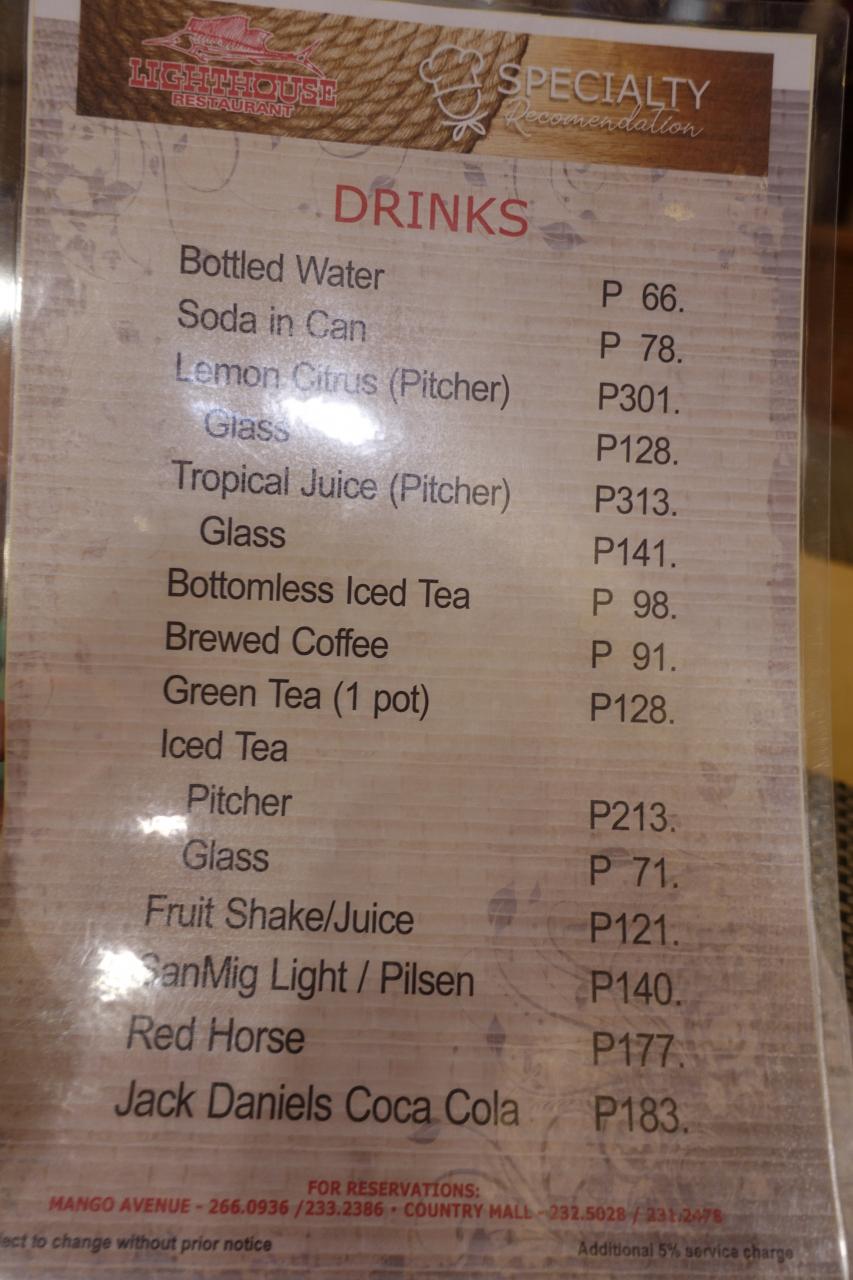 LIGHTHOUSE
RESTAURANT
SPECIALTY
Recomendation
DRINKS
Bottled Water P 66.
Soda in Can P 78.
Lemon Citrus (Pitcher) P301.
Glass P128.
Tropical Juice (Pitcher) P313.
Glass P141.
Bottomless Iced Tea P 98.
Brewed Coffee P 91.
Green Tea (1 pot) P128.
Iced Tea
Pitcher P213.
Glass P 71.
Fruit Shake/Juice P121.
SanMig Light / Pilsen P140.
Red Horse P177.
Jack Daniels Coca Cola P183.
FOR RESERVATIONS:
MANGO AVENUE - 266.0936 /233.2386 • COUNTRY MALL - 232.5028 / 231.2478
to change without prior notice Additional 5% service charge